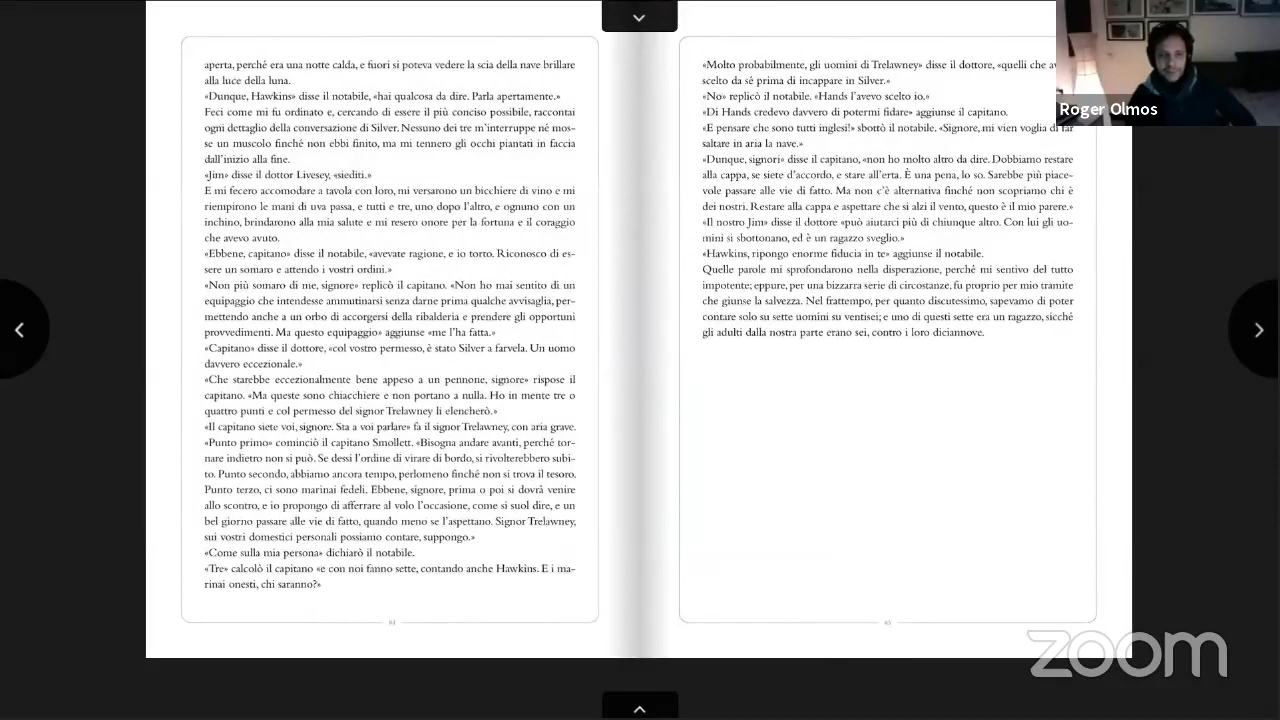 aperta, perché era una notte calda, e fuori si poteva vedere la scia della nave brillare
alla luce della luna.
«Dunque, Hawkins» disse il notabile, «hai qualcosa da dire. Parla apertamente.»
Feci come mi fu ordinato e, cercando di essere il più conciso possibile, raccontai
ogni dettaglio della conversazione di Silver. Nessuno dei tre m'interruppe né mos-
se un muscolo finché non ebbi finito, ma mi tennero gli occhi piantati in faccia
dall'inizio alla fine.
«Jim» disse il dottor Livesey, «siediti.»
E mi fecero accomodare a tavola con loro, mi versarono un bicchiere di vino e mi
riempirono le mani di uva passa, e tutti e tre, uno dopo l'altro, e ognuno con un
inchino, brindarono alla mia salute e mi resero onore per la fortuna e il coraggio
che avevo avuto.
«Ebbene, capitano» disse il notabile, «avevate ragione, e io torto. Riconosco di es-
sere un somaro e attendo i vostri ordini.»
«Non più somaro di me, signore» replicò il capitano. «Non ho mai sentito di un
equipaggio che intendesse ammutinarsi senza darne prima qualche avvisaglia, per-
mettendo anche a un orbo di accorgersi della ribalderia e prendere gli opportuni
provvedimenti. Ma questo equipaggio» aggiunse «me l'ha fatta.»
«Capitano» disse il dottore, «col vostro permesso, è stato Silver a farvela. Un uomo
davvero eccezionale.»
«Che starebbe eccezionalmente bene appeso a un pennone, signore» rispose il
capitano. «Ma queste sono chiacchiere e non portano a nulla. Ho in mente tre o
quattro punti e col permesso del signor Trelawney li elencherò.»
«Il capitano siete voi, signore. Sta a voi parlare» fa il signor Trelawney, con aria grave.
«Punto primo» cominciò il capitano Smollett. «Bisogna andare avanti, perché tor-
nare indietro non si può. Se dessi l'ordine di virare di bordo, si rivolterebbero subi-
to. Punto secondo, abbiamo ancora tempo, perlomeno finché non si trova il tesoro.
Punto terzo, ci sono marinai fedeli. Ebbene, signore, prima o poi si dovrà venire
allo scontro, e io propongo di afferrare al volo l'occasione, come si suol dire, e un
bel giorno passare alle vie di fatto, quando meno se l'aspettano. Signor Trelawney,
sui vostri domestici personali possiamo contare, suppongo.»
«Come sulla mia persona» dichiarò il notabile.
«Tre» calcolò il capitano «e con noi fanno sette, contando anche Hawkins. E i ma-
rinai onesti, chi saranno?»
«Molto probabilmente, gli uomini di Trelawney» disse il dottore, «quelli che
scelto da sé prima di incappare in Silver.»
«No» replicò il notabile. «Hands l'avevo scelto io.»
«Di Hands credevo davvero di potermi fidare» aggiunse il capitano.
«E pensare che sono tutti inglesi!» sbottò il notabile. «Signore, mi vien voglia di far
saltare in aria la nave.»
«Dunque, signori» disse il capitano, «non ho molto altro da dire. Dobbiamo restare
alla cappa, se siete d'accordo, e stare all'erta. È una pena, lo so. Sarebbe più piace-
vole passare alle vie di fatto. Ma non c'è alternativa finché non scopriamo chi è
dei nostri. Restare alla cappa e aspettare che si alzi il vento, questo è il mio parere.»
«Il nostro Jim» disse il dottore «può aiutarci più di chiunque altro. Con lui gli uo-
mini si sbottonano, ed è un ragazzo sveglio.»
«Hawkins, ripongo enorme fiducia in te» aggiunse il notabile.
Quelle parole mi sprofondarono nella disperazione, perché mi sentivo del tutto
impotente; eppure, per una bizzarra serie di circostanze, fu proprio per mio tramite
che giunse la salvezza. Nel frattempo, per quanto discutessimo, sapevamo di poter
contare solo su sette uomini su ventisei; e uno di questi sette era un ragazzo, sicché
gli adulti dalla nostra parte erano sei, contro i loro diciannove.
Roger Olmos
zoom